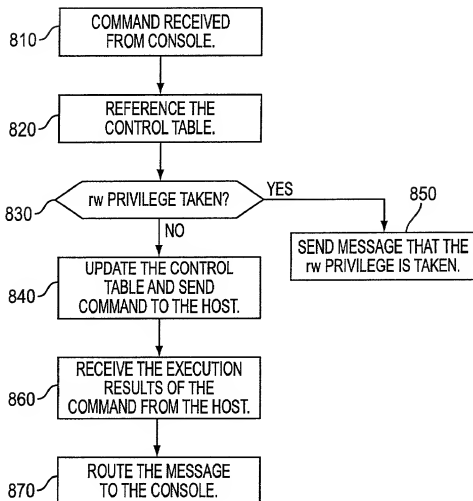 810
COMMAND RECEIVED
FROM CONSOLE.
820
REFERENCE THE
CONTROL TABLE.
830
rw PRIVILEGE TAKEN?
YES
NO
850
SEND MESSAGE THAT THE
rw PRIVILEGE IS TAKEN.
840
UPDATE THE CONTROL
TABLE AND SEND
COMMAND TO THE HOST.
860
RECEIVE THE EXECUTION
RESULTS OF THE
COMMAND FROM THE HOST.
870
ROUTE THE MESSAGE
TO THE CONSOLE.